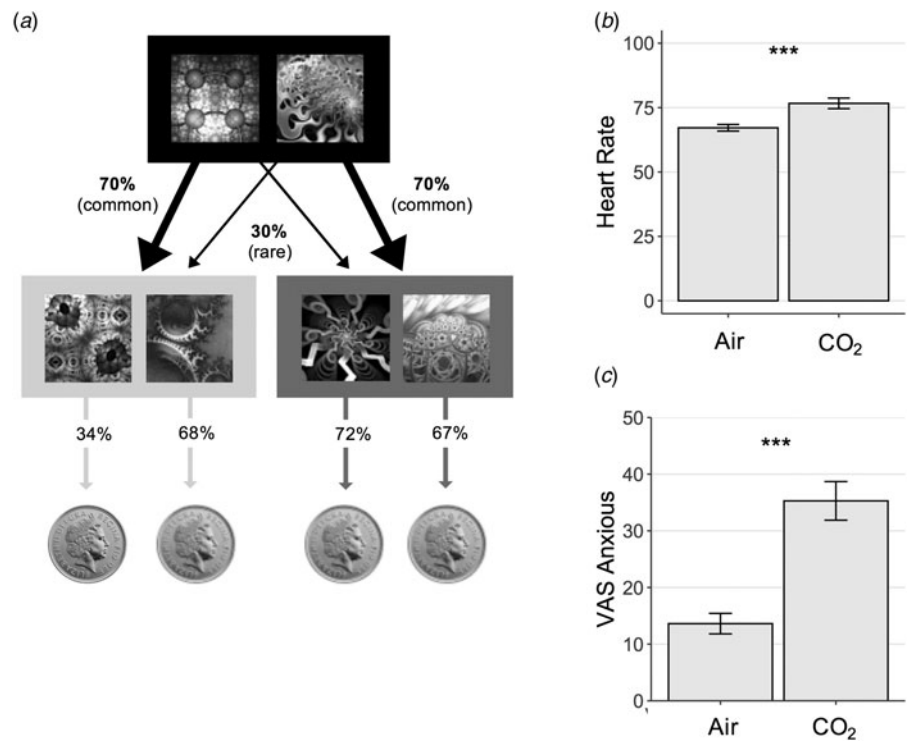 (a)
70%
(common)
70%
(common)
30%
(rare)
34%
68%
72%
67%
(b)
Heart Rate
100
75
50
25
0
***
Air
CO₂
(c)
VAS Anxious
50
40
30
20
10
0
***
Air
CO₂